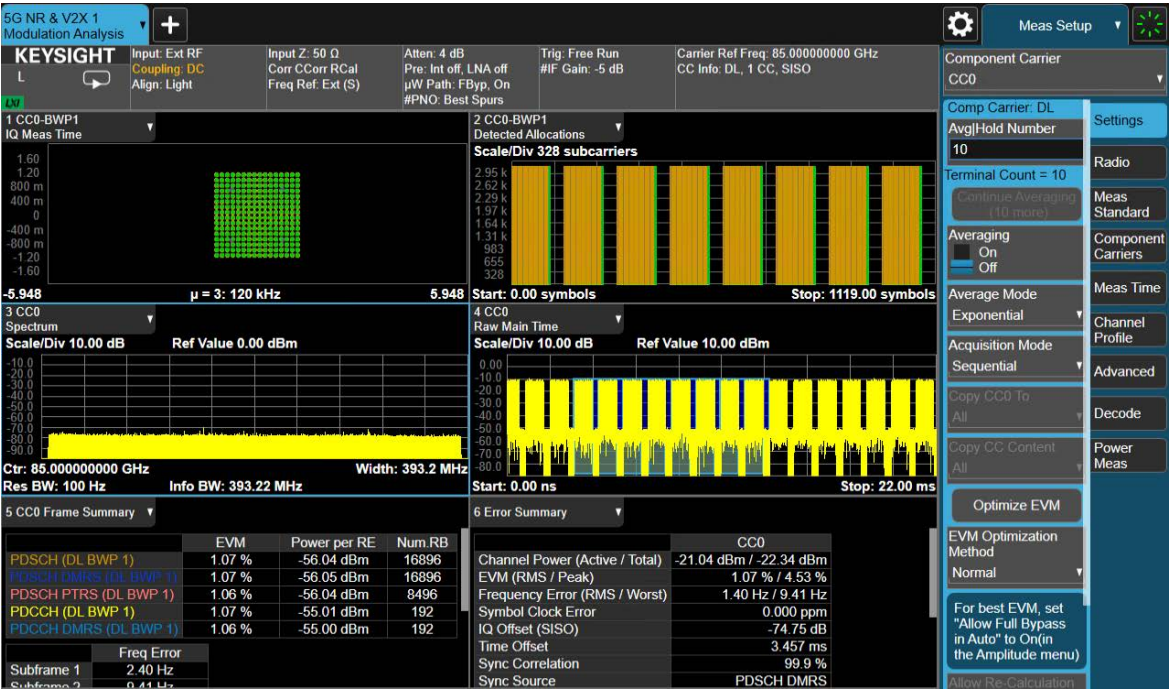 5G NR & V2X 1
Modulation Analysis
+
Meas Setup
KEYSIGHT
L
LXI
Input: Ext RF
Coupling: DC
Align: Light
Input Z: 50 Ω
Corr CCorr RCal
Freq Ref: Ext (S)
Atten: 4 dB
Pre: Int off, LNA off
µW Path: FByp, On
#PNO: Best Spurs
Trig: Free Run
#IF Gain: -5 dB
Carrier Ref Freq: 85.000000000 GHz
CC Info: DL, 1 CC, SISO
1 CC0-BWP1
IQ Meas Time
1.60
1.20
800 m
400 m
0
-400 m
-800 m
-1.20
-1.60
-5.948
µ = 3: 120 kHz
5.948
2 CC0-BWP1
Detected Allocations
Scale/Div 328 subcarriers
2.95 k
2.62 k
2.29 k
1.97 k
1.64 k
1.31 k
983
655
328
Start: 0.00 symbols
Stop: 1119.00 symbols
3 CC0
Spectrum
Scale/Div 10.00 dB
Ref Value 0.00 dBm
-10.0
-20.0
-30.0
-40.0
-50.0
-60.0
-70.0
-80.0
-90.0
Ctr: 85.000000000 GHz
Width: 393.2 MHz
Res BW: 100 Hz
Info BW: 393.22 MHz
4 CC0
Raw Main Time
Scale/Div 10.00 dB
Ref Value 10.00 dBm
0.00
-10.0
-20.0
-30.0
-40.0
-50.0
-60.0
-70.0
-80.0
Start: 0.00 ns
Stop: 22.00 ms
5 CC0 Frame Summary
EVM Power per RE Num.RB
PDSCH (DL BWP 1) 1.07 % -56.04 dBm 16896
PDSCH DMRS (DL BWP 1) 1.07 % -56.05 dBm 16896
PDSCH PTRS (DL BWP 1) 1.06 % -56.04 dBm 8496
PDCCH (DL BWP 1) 1.07 % -55.01 dBm 192
PDCCH DMRS (DL BWP 1) 1.06 % -55.00 dBm 192
Freq Error
Subframe 1 2.40 Hz
Subframe 2 9.41 Hz
6 Error Summary
CC0
Channel Power (Active / Total) -21.04 dBm / -22.34 dBm
EVM (RMS / Peak) 1.07 % / 4.53 %
Frequency Error (RMS / Worst) 1.40 Hz / 9.41 Hz
Symbol Clock Error 0.000 ppm
IQ Offset (SISO) -74.75 dB
Time Offset 3.457 ms
Sync Correlation 99.9 %
Sync Source PDSCH DMRS
Component Carrier
CC0
Comp Carrier: DL
Avg|Hold Number
10
Terminal Count = 10
Continue Averaging
(10 more)
Averaging
On
Off
Average Mode
Exponential
Acquisition Mode
Sequential
Copy CC0 To
All
Copy CC Content
All
Optimize EVM
EVM Optimization
Method
Normal
For best EVM, set
"Allow Full Bypass
in Auto" to On(in
the Amplitude menu)
Allow Re-Calculation
Settings
Radio
Meas
Standard
Component
Carriers
Meas Time
Channel
Profile
Advanced
Decode
Power
Meas